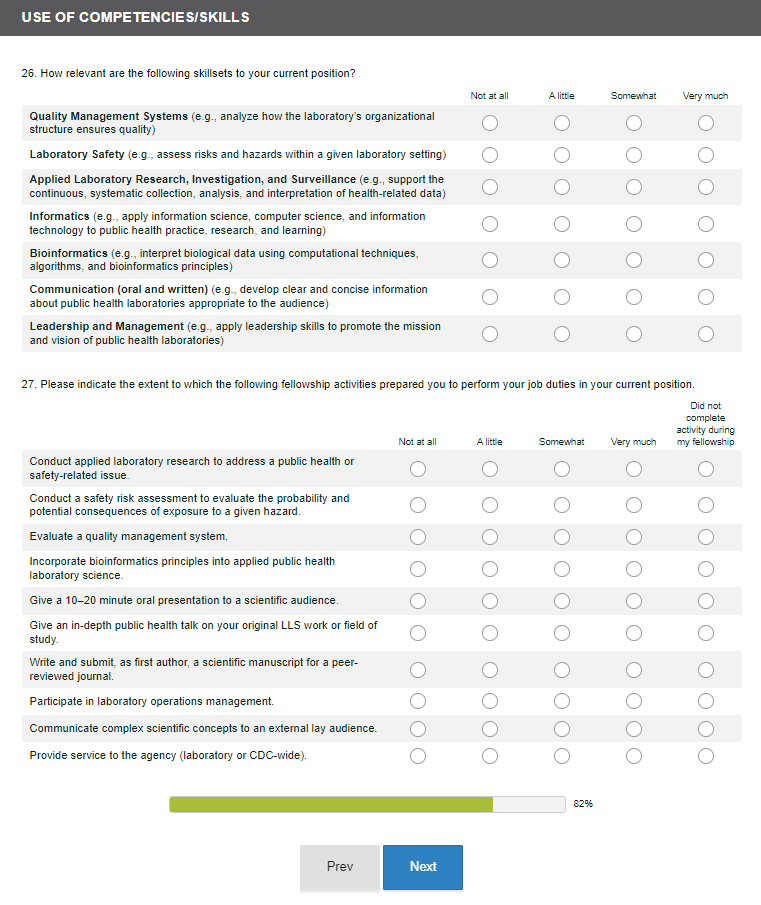 USE OF COMPETENCIES/SKILLS
26. How relevant are the following skillsets to your current position?
Not at all A little Somewhat Very much
Quality Management Systems (e.g., analyze how the laboratory's organizational
structure ensures quality)
Laboratory Safety (e.g., assess risks and hazards within a given laboratory setting)
Applied Laboratory Research, Investigation, and Surveillance (e.g., support the
continuous, systematic collection, analysis, and interpretation of health-related data)
Informatics (e.g., apply information science, computer science, and information
technology to public health practice, research, and learning)
Bioinformatics (e.g., interpret biological data using computational techniques,
algorithms, and bioinformatics principles)
Communication (oral and written) (e.g., develop clear and concise information
about public health laboratories appropriate to the audience)
Leadership and Management (e.g., apply leadership skills to promote the mission
and vision of public health laboratories)
27. Please indicate the extent to which the following fellowship activities prepared you to perform your job duties in your current position.
Did not
complete
activity during
Not at all A little Somewhat Very much my fellowship
Conduct applied laboratory research to address a public health or
safety-related issue.
Conduct a safety risk assessment to evaluate the probability and
potential consequences of exposure to a given hazard.
Evaluate a quality management system.
Incorporate bioinformatics principles into applied public health
laboratory science.
Give a 10–20 minute oral presentation to a scientific audience.
Give an in-depth public health talk on your original LLS work or field of
study.
Write and submit, as first author, a scientific manuscript for a peer-
reviewed journal.
Participate in laboratory operations management.
Communicate complex scientific concepts to an external lay audience.
Provide service to the agency (laboratory or CDC-wide).
82%
Prev Next